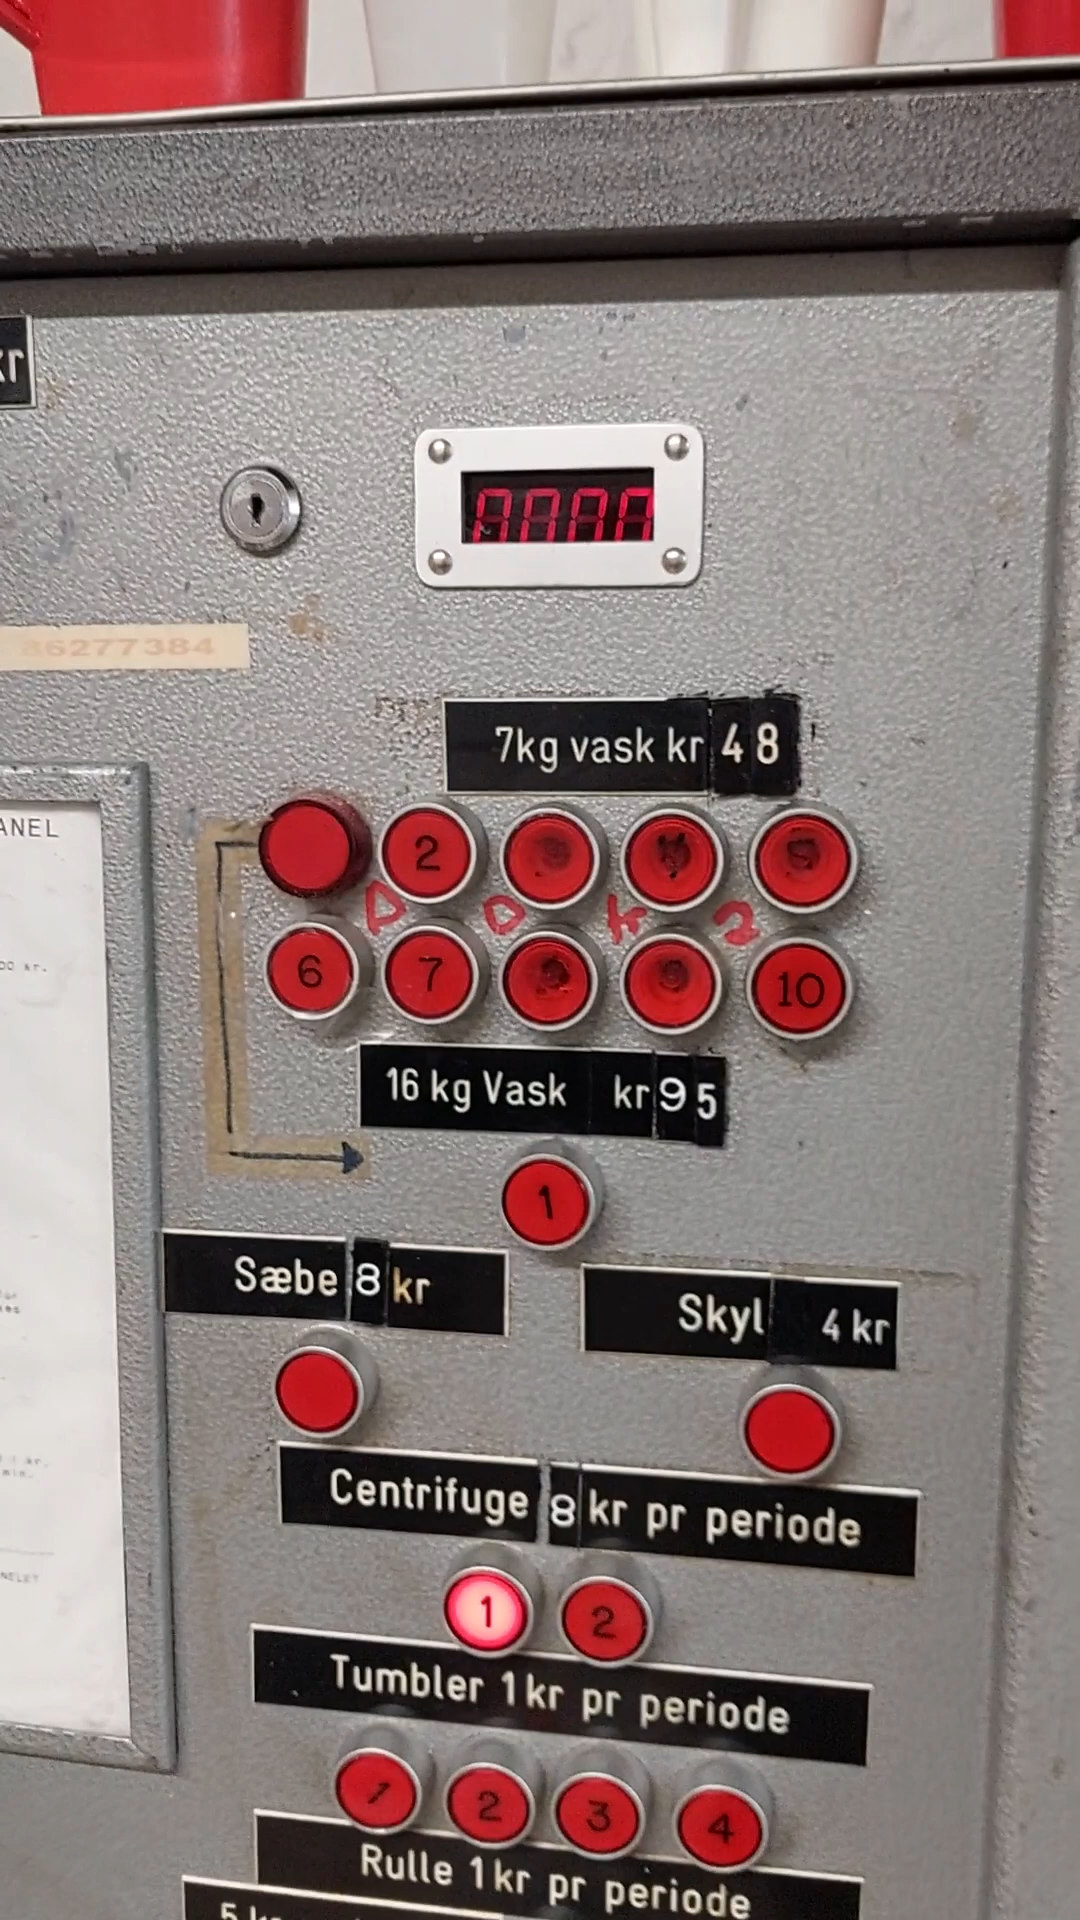 kr
86277384
7kg vask kr 48
ANEL
2
6 7 10
00 kr.
16 kg Vask kr 95
1
Sæbe 8 kr
Skyl 4 kr
Centrifuge 8 kr pr periode
1 2
Tumbler 1 kr pr periode
1 2 3 4
Rulle 1 kr pr periode